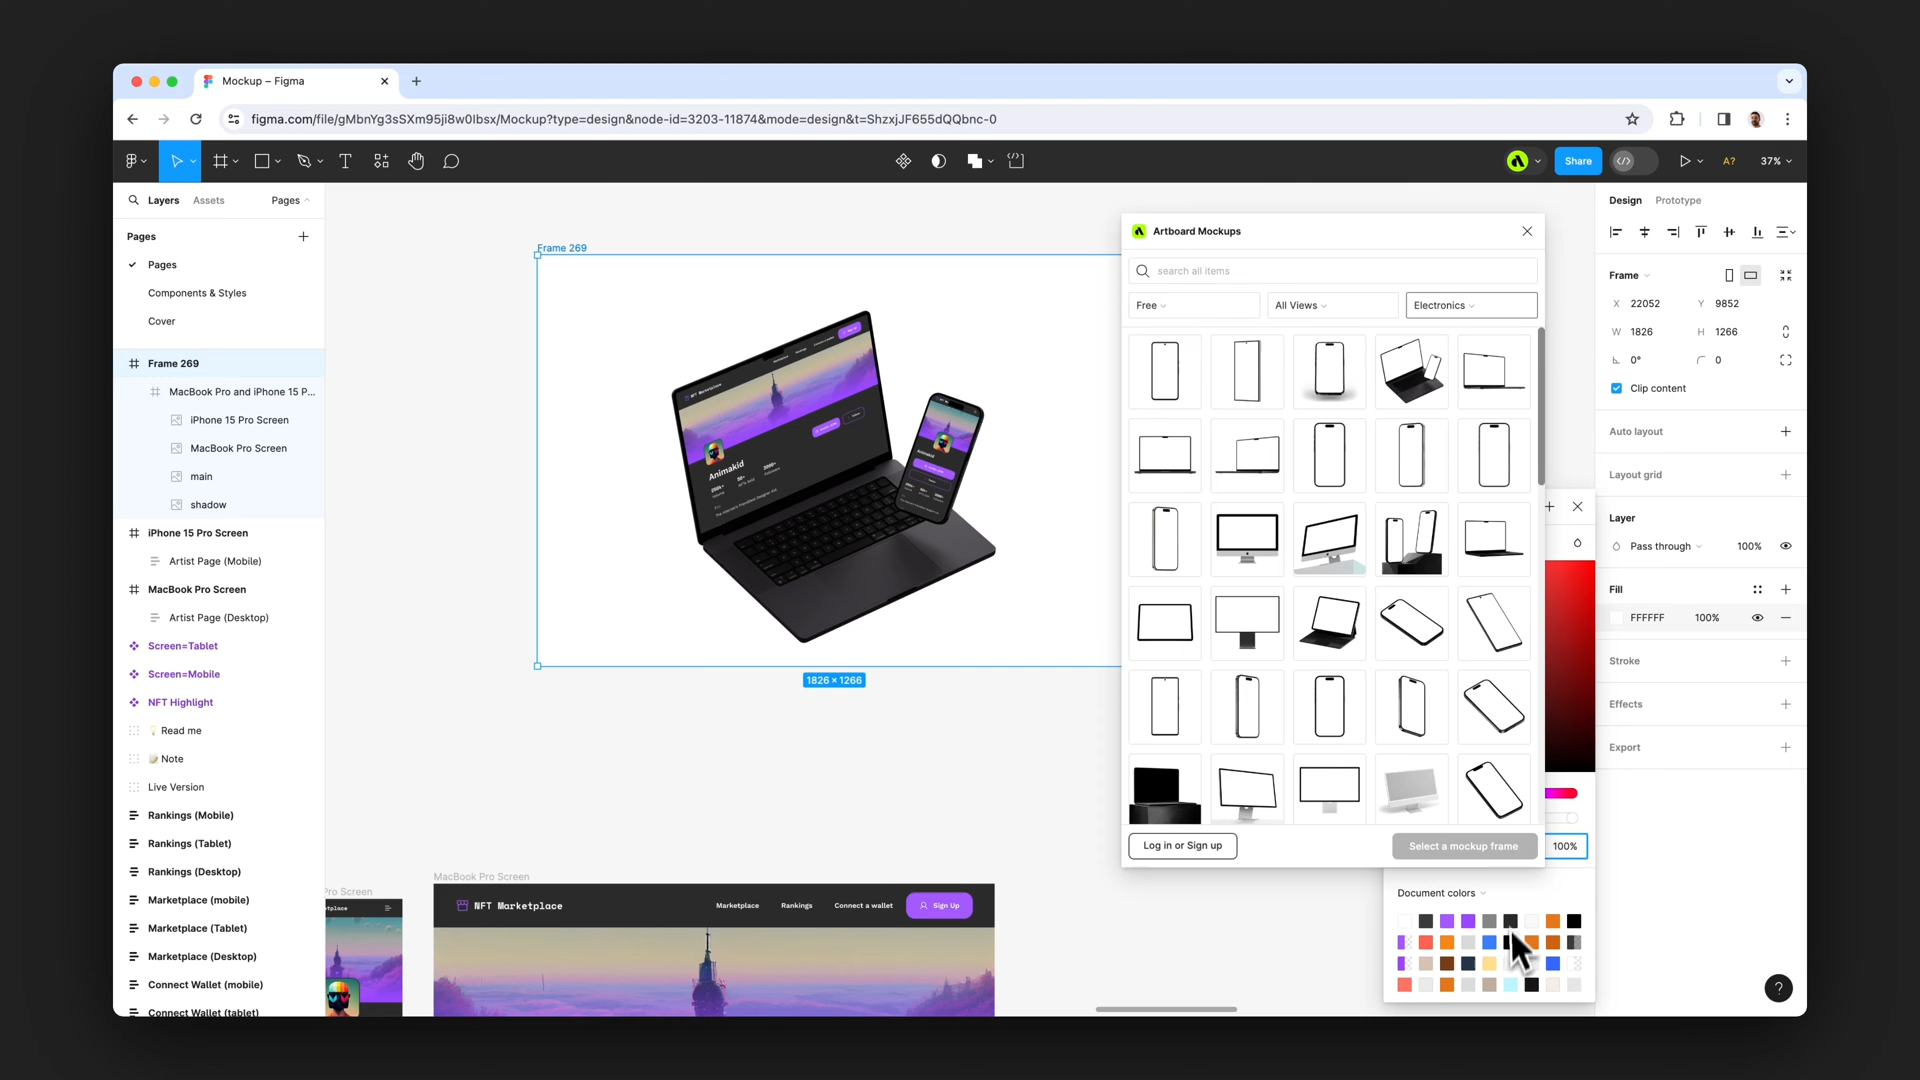 Mockup – Figma
figma.com/file/gMbnYg3sSXm95ji8w0Ibsx/Mockup?type=design&node-id=3203-11874&mode=design&t=ShzxjJF655dQQbnc-0
Share
A?
37%
Layers
Assets
Pages
Pages
Pages
Components & Styles
Cover
Frame 269
MacBook Pro and iPhone 15 P...
iPhone 15 Pro Screen
MacBook Pro Screen
main
shadow
iPhone 15 Pro Screen
Artist Page (Mobile)
MacBook Pro Screen
Artist Page (Desktop)
Screen=Tablet
Screen=Mobile
NFT Highlight
Read me
Note
Live Version
Rankings (Mobile)
Rankings (Tablet)
Rankings (Desktop)
Marketplace (mobile)
Marketplace (Tablet)
Marketplace (Desktop)
Connect Wallet (mobile)
Connect Wallet (tablet)
Frame 269
NFT Marketplace
Animakid
Animakid
1826 × 1266
Pro Screen
MacBook Pro Screen
NFT Marketplace
Marketplace
Rankings
Connect a wallet
Sign Up
Artboard Mockups
search all items
Free
All Views
Electronics
Log in or Sign up
Select a mockup frame
100%
Document colors
Design
Prototype
Frame
X 22052
Y 9852
W 1826
H 1266
0°
0
Clip content
Auto layout
Layout grid
Layer
Pass through
100%
Fill
FFFFFF
100%
Stroke
Effects
Export
?